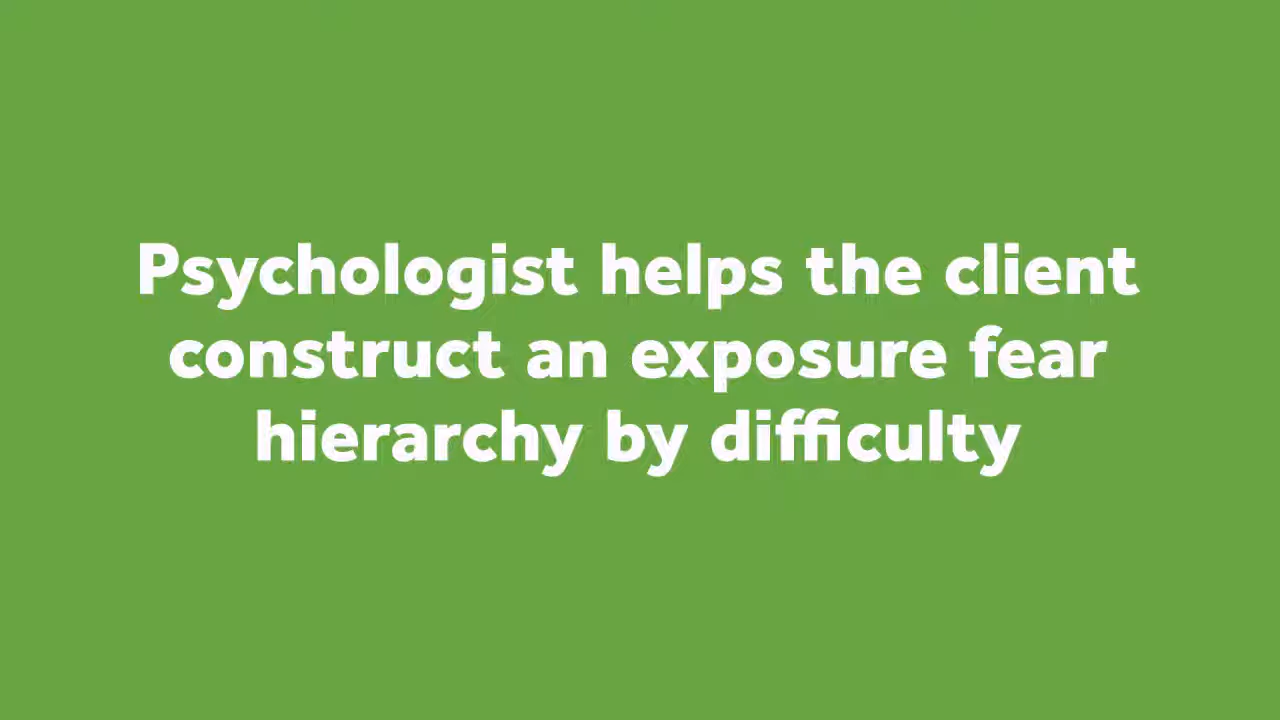 Psychologist helps the client
construct an exposure fear
hierarchy by difficulty